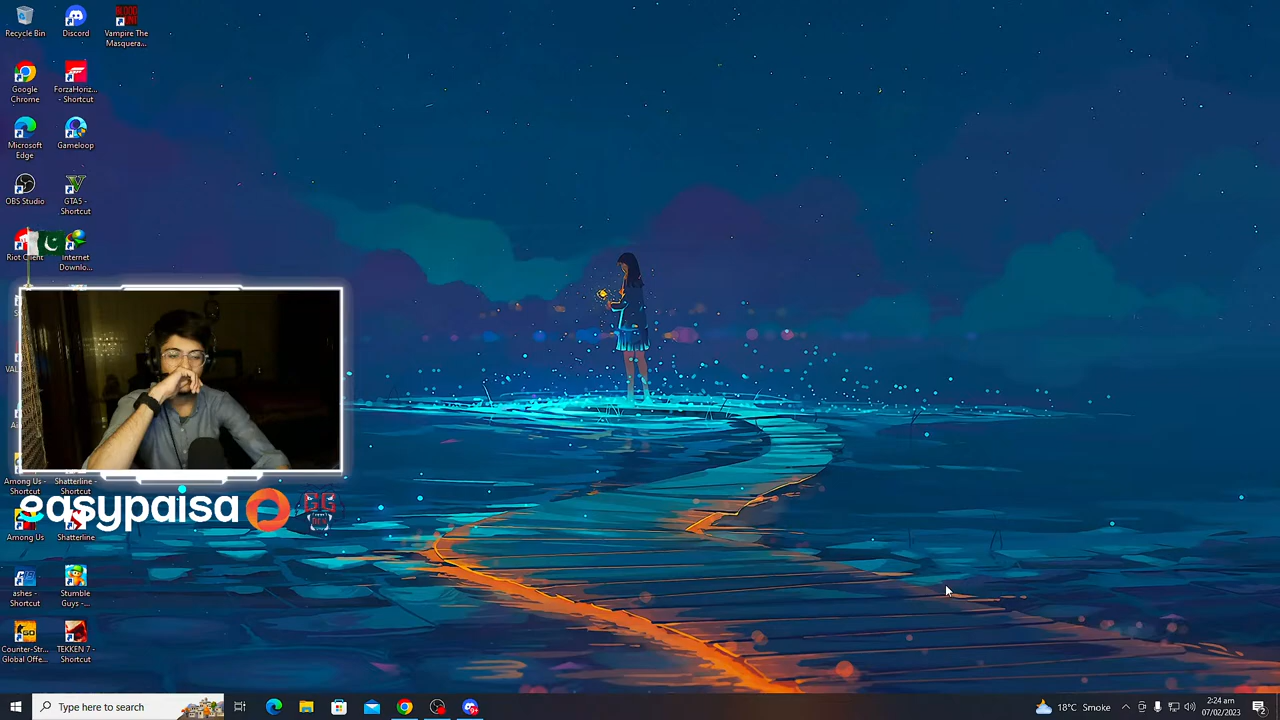 Recycle Bin
Discord
Vampire The
Masquera...
Google
Chrome
ForzaHoriz...
- Shortcut
Microsoft
Edge
Gameloop
OBS Studio
GTA5 -
Shortcut
Riot Client
Internet
Downlo...
VAL
Among Us -
Shortcut
Shatterline -
Shortcut
easypaisa
Among Us
Shatterline
ashes -
Shortcut
Stumble
Guys -...
Counter-Str...
Global Offe...
TEKKEN 7 -
Shortcut
Type here to search
18°C Smoke
2:24 am
07/02/2023